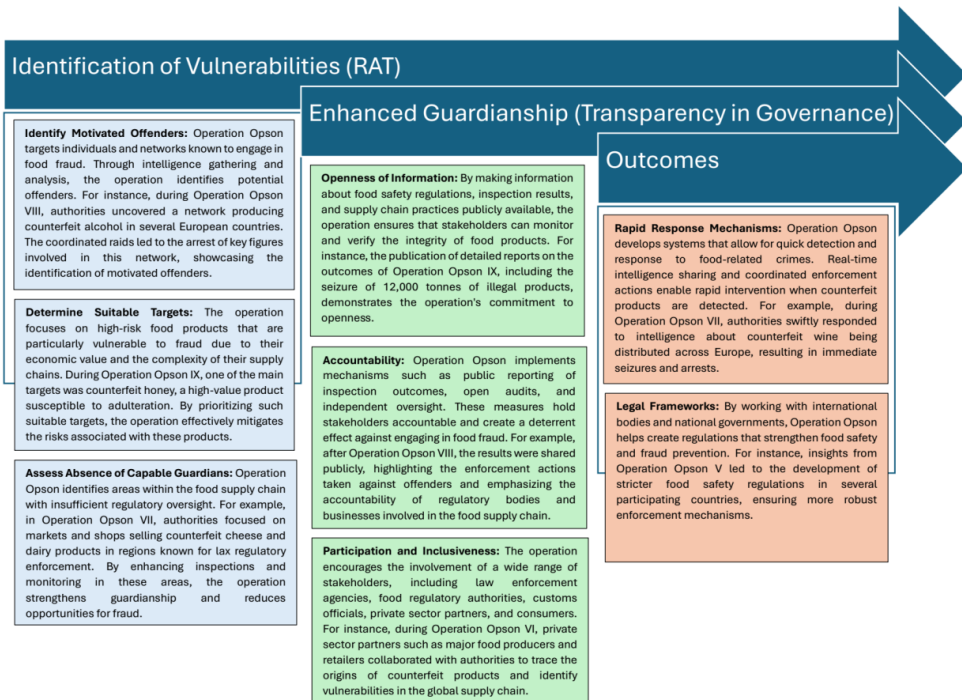 Identification of Vulnerabilities (RAT)
Enhanced Guardianship (Transparency in Governance)
Outcomes
Identify Motivated Offenders: Operation Opson
targets individuals and networks known to engage in
food fraud. Through intelligence gathering and
analysis, the operation identifies potential
offenders. For instance, during Operation Opson
VIII, authorities uncovered a network producing
counterfeit alcohol in several European countries.
The coordinated raids led to the arrest of key figures
involved in this network, showcasing the
identification of motivated offenders.
Determine Suitable Targets: The operation
focuses on high-risk food products that are
particularly vulnerable to fraud due to their
economic value and the complexity of their supply
chains. During Operation Opson IX, one of the main
targets was counterfeit honey, a high-value product
susceptible to adulteration. By prioritizing such
suitable targets, the operation effectively mitigates
the risks associated with these products.
Assess Absence of Capable Guardians: Operation
Opson identifies areas within the food supply chain
with insufficient regulatory oversight. For example,
in Operation Opson VII, authorities focused on
markets and shops selling counterfeit cheese and
dairy products in regions known for lax regulatory
enforcement. By enhancing inspections and
monitoring in these areas, the operation
strengthens guardianship and reduces
opportunities for fraud.
Openness of Information: By making information
about food safety regulations, inspection results,
and supply chain practices publicly available, the
operation ensures that stakeholders can monitor
and verify the integrity of food products. For
instance, the publication of detailed reports on the
outcomes of Operation Opson IX, including the
seizure of 12,000 tonnes of illegal products,
demonstrates the operation's commitment to
openness.
Accountability: Operation Opson implements
mechanisms such as public reporting of
inspection outcomes, open audits, and
independent oversight. These measures hold
stakeholders accountable and create a deterrent
effect against engaging in food fraud. For example,
after Operation Opson VIII, the results were shared
publicly, highlighting the enforcement actions
taken against offenders and emphasizing the
accountability of regulatory bodies and
businesses involved in the food supply chain.
Participation and Inclusiveness: The operation
encourages the involvement of a wide range of
stakeholders, including law enforcement
agencies, food regulatory authorities, customs
officials, private sector partners, and consumers.
For instance, during Operation Opson VI, private
sector partners such as major food producers and
retailers collaborated with authorities to trace the
origins of counterfeit products and identify
vulnerabilities in the global supply chain.
Rapid Response Mechanisms: Operation Opson
develops systems that allow for quick detection and
response to food-related crimes. Real-time
intelligence sharing and coordinated enforcement
actions enable rapid intervention when counterfeit
products are detected. For example, during
Operation Opson VII, authorities swiftly responded
to intelligence about counterfeit wine being
distributed across Europe, resulting in immediate
seizures and arrests.
Legal Frameworks: By working with international
bodies and national governments, Operation Opson
helps create regulations that strengthen food safety
and fraud prevention. For instance, insights from
Operation Opson V led to the development of
stricter food safety regulations in several
participating countries, ensuring more robust
enforcement mechanisms.